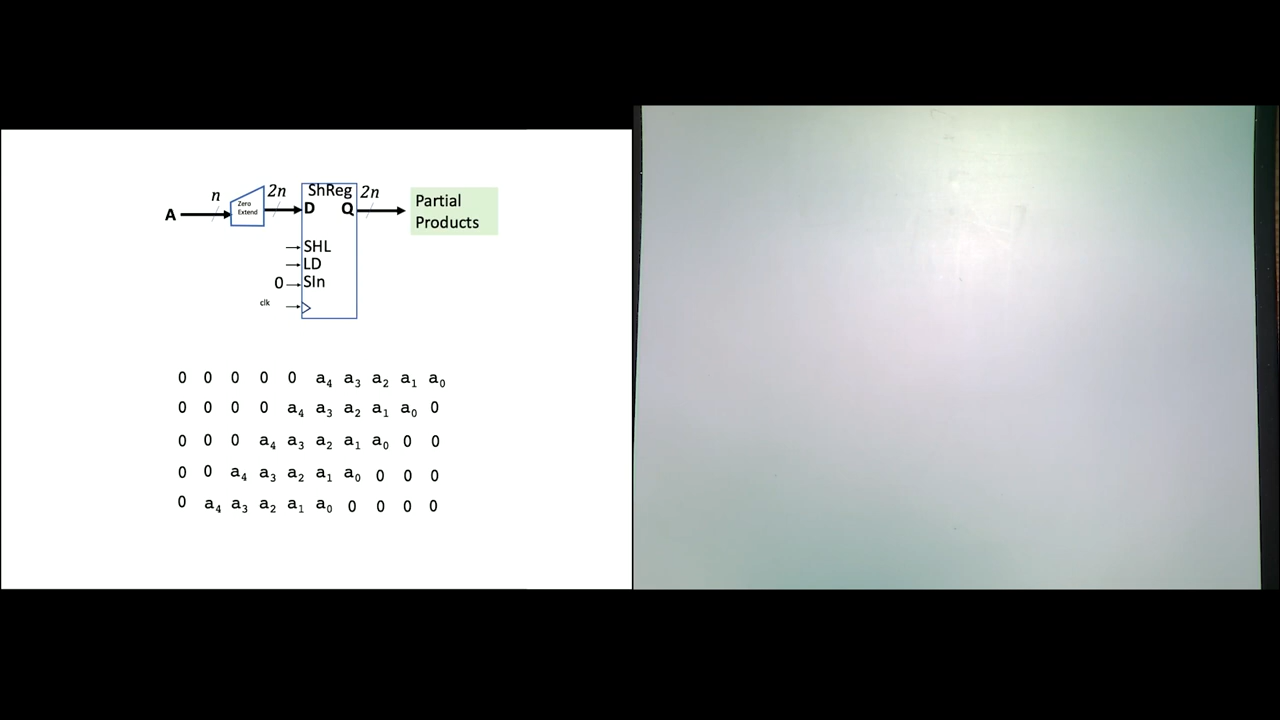 n
2n
ShReg
2n
A
Zero
Extend
D
Q
Partial
Products
SHL
LD
0
SIn
clk
0 0 0 0 0 a₄ a₃ a₂ a₁ a₀
0 0 0 0 a₄ a₃ a₂ a₁ a₀ 0
0 0 0 a₄ a₃ a₂ a₁ a₀ 0 0
0 0 a₄ a₃ a₂ a₁ a₀ 0 0 0
0 a₄ a₃ a₂ a₁ a₀ 0 0 0 0